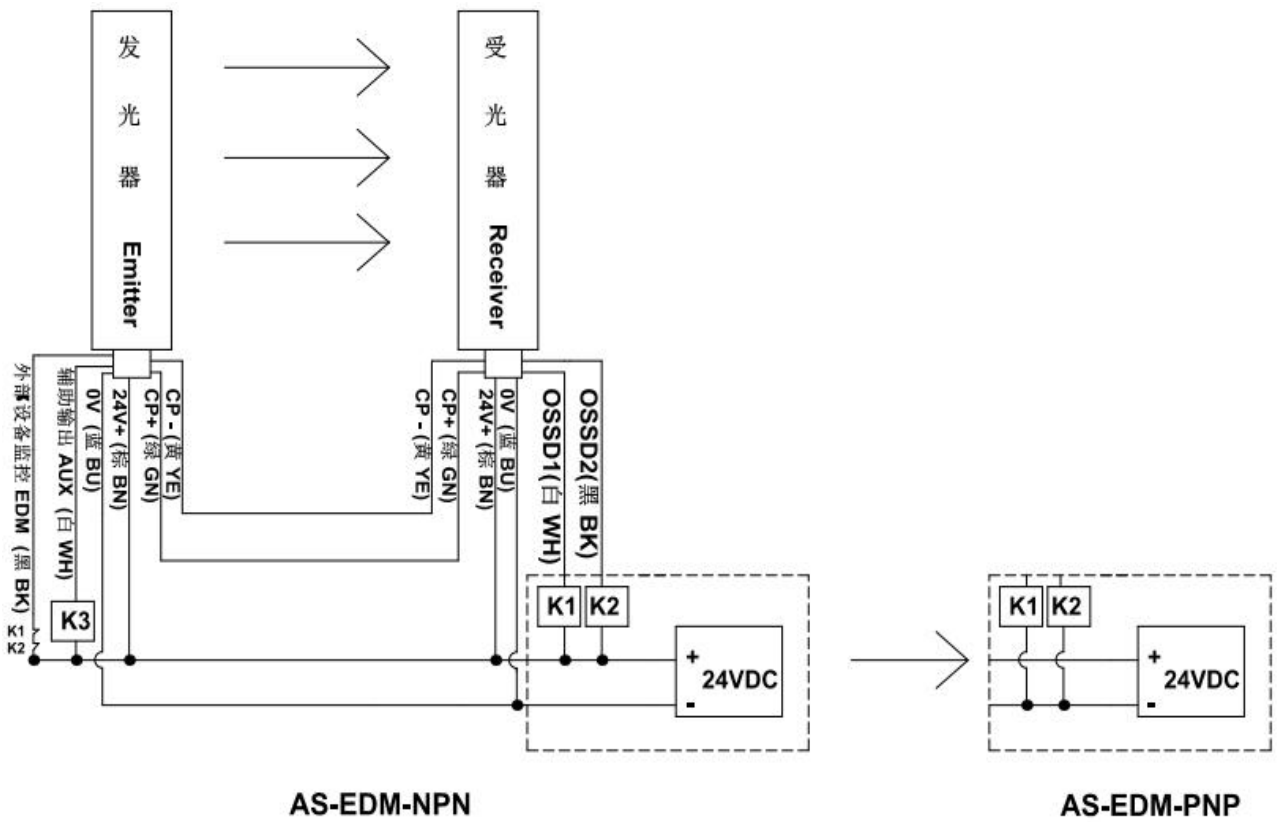 发光器 Emitter
受光器 Receiver
外部设备监控 EDM (黑 BK)
辅助输出 AUX (白 WH)
0V (蓝 BU)
24V+ (棕 BN)
CP+ (绿 GN)
CP - (黄 YE)
CP - (黄 YE)
CP+ (绿 GN)
24V+ (棕 BN)
0V (蓝 BU)
OSSD1(白 WH)
OSSD2(黑 BK)
K1
K2
K3
K1 K2
+
24VDC
-
K1 K2
+
24VDC
-
AS-EDM-NPN
AS-EDM-PNP